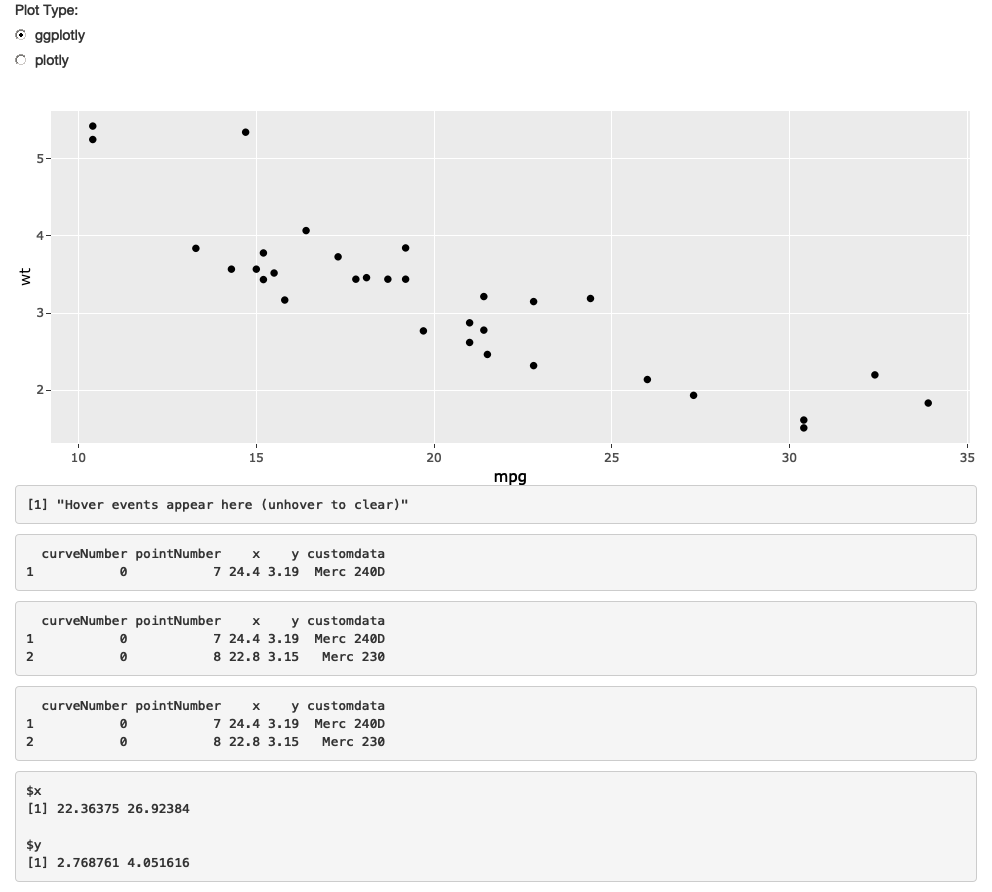 Plot Type:
ggplotly
plotly
5
4
wt
3
2
10 15 20 25 30 35
mpg
[1] "Hover events appear here (unhover to clear)"
curveNumber pointNumber x y customdata
1 0 7 24.4 3.19 Merc 240D
curveNumber pointNumber x y customdata
1 0 7 24.4 3.19 Merc 240D
2 0 8 22.8 3.15 Merc 230
curveNumber pointNumber x y customdata
1 0 7 24.4 3.19 Merc 240D
2 0 8 22.8 3.15 Merc 230
$x
[1] 22.36375 26.92384
$y
[1] 2.768761 4.051616